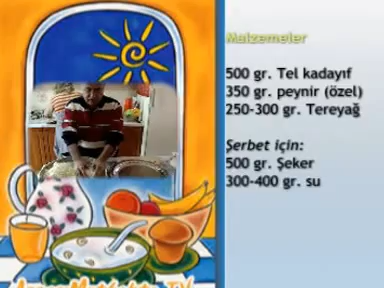 Malzemeler
500 gr. Tel kadayıf
350 gr. peynir (özel)
250-300 gr. Tereyağ
Şerbet için:
500 gr. Şeker
300-400 gr. su